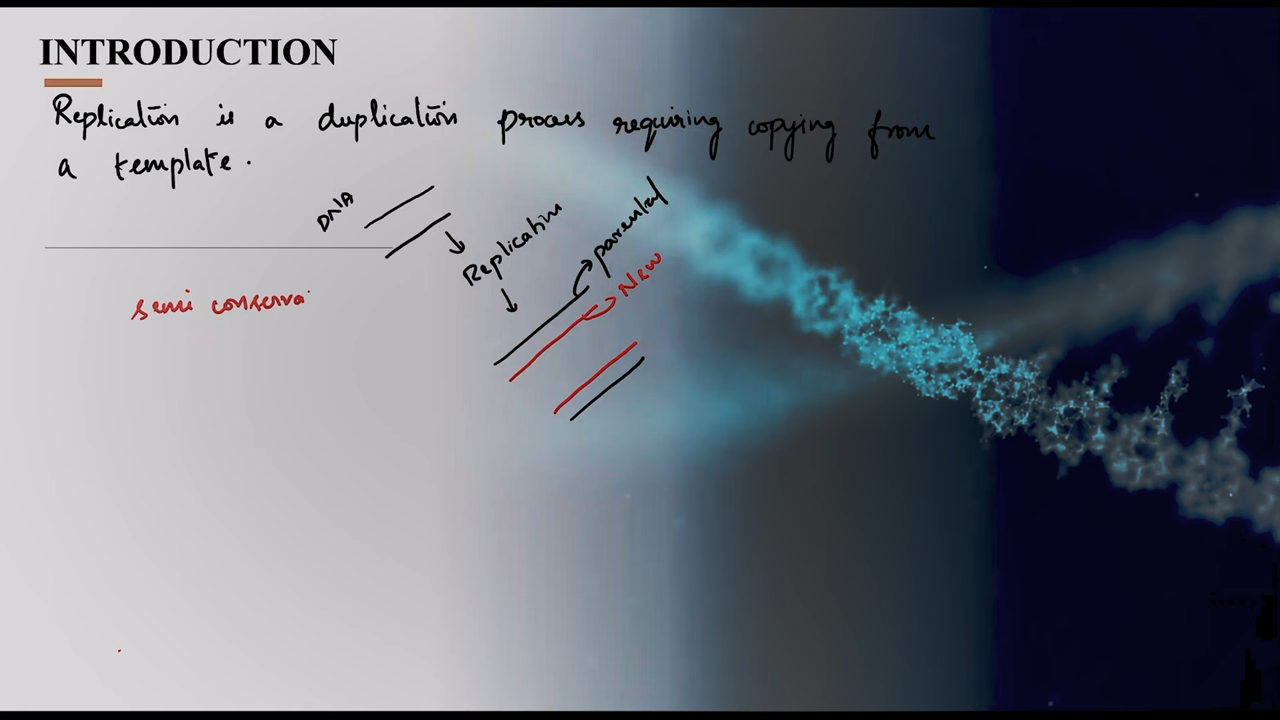 INTRODUCTION
Replication is a duplication process requiring copying from
a template.
DNA
Replication
parental
New
semi conserva